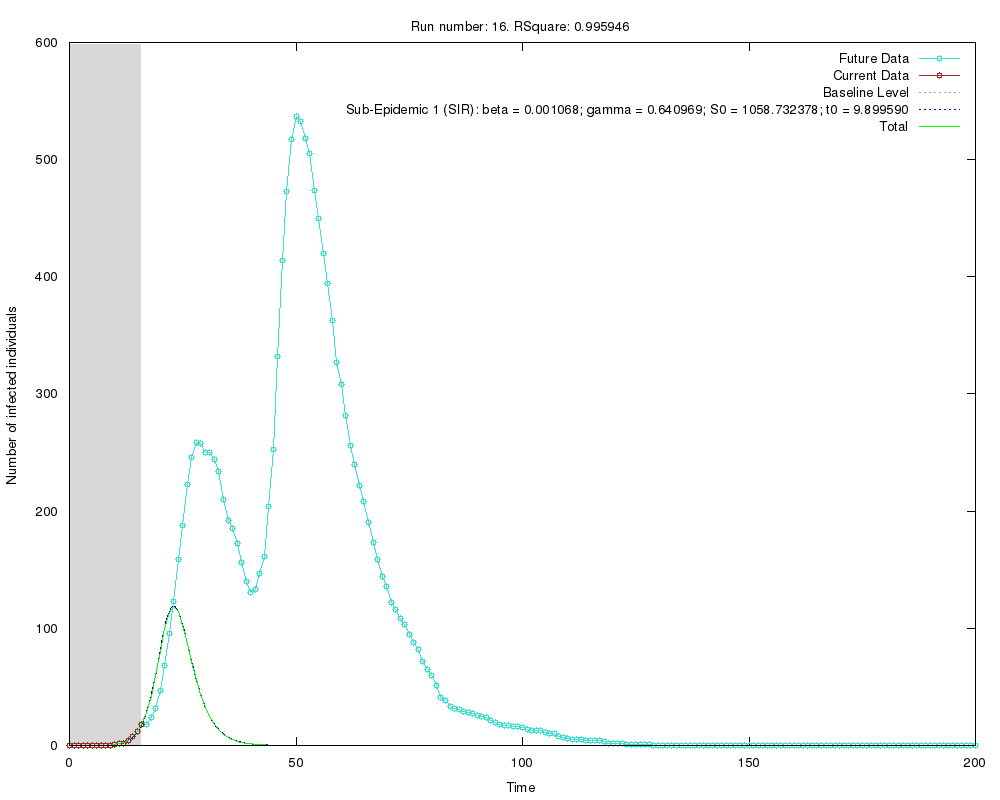 Run number: 16. RSquare: 0.995946
600
500
400
300
200
100
0
Number of infected individuals
Future Data
Current Data
Baseline Level
Sub-Epidemic 1 (SIR): beta = 0.001068; gamma = 0.640969; S0 = 1058.732378; t0 = 9.899590
Total
0 50 100 150 200
Time